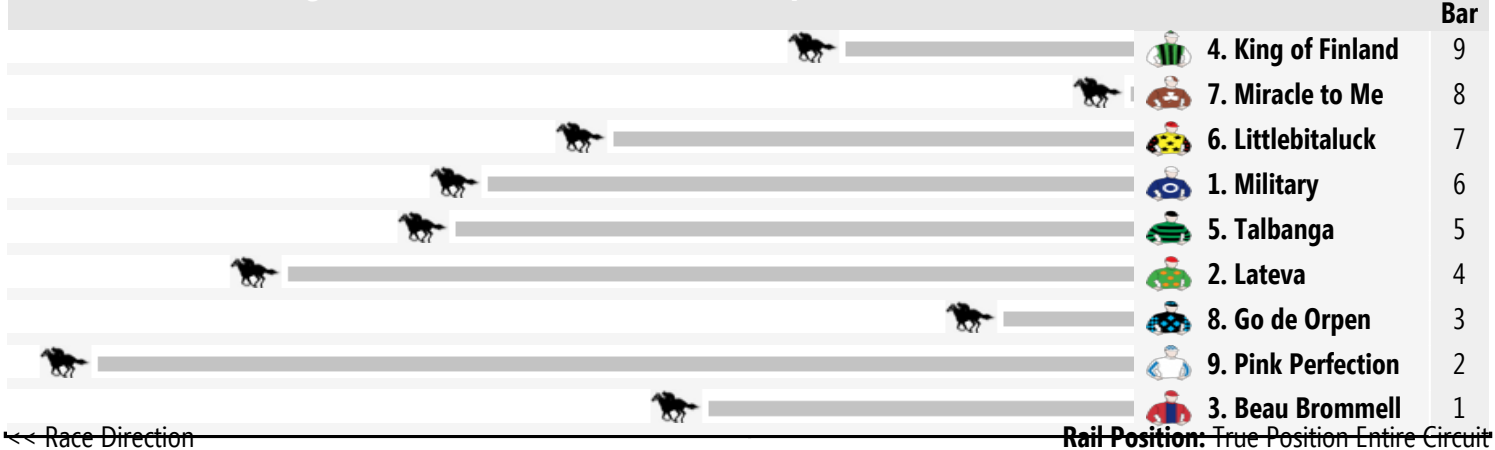 Bar
4. King of Finland 9
7. Miracle to Me 8
6. Littlebitaluck 7
1. Military 6
5. Talbanga 5
2. Lateva 4
8. Go de Orpen 3
9. Pink Perfection 2
3. Beau Brommell 1
<< Race Direction Rail Position: True Position Entire Circuit